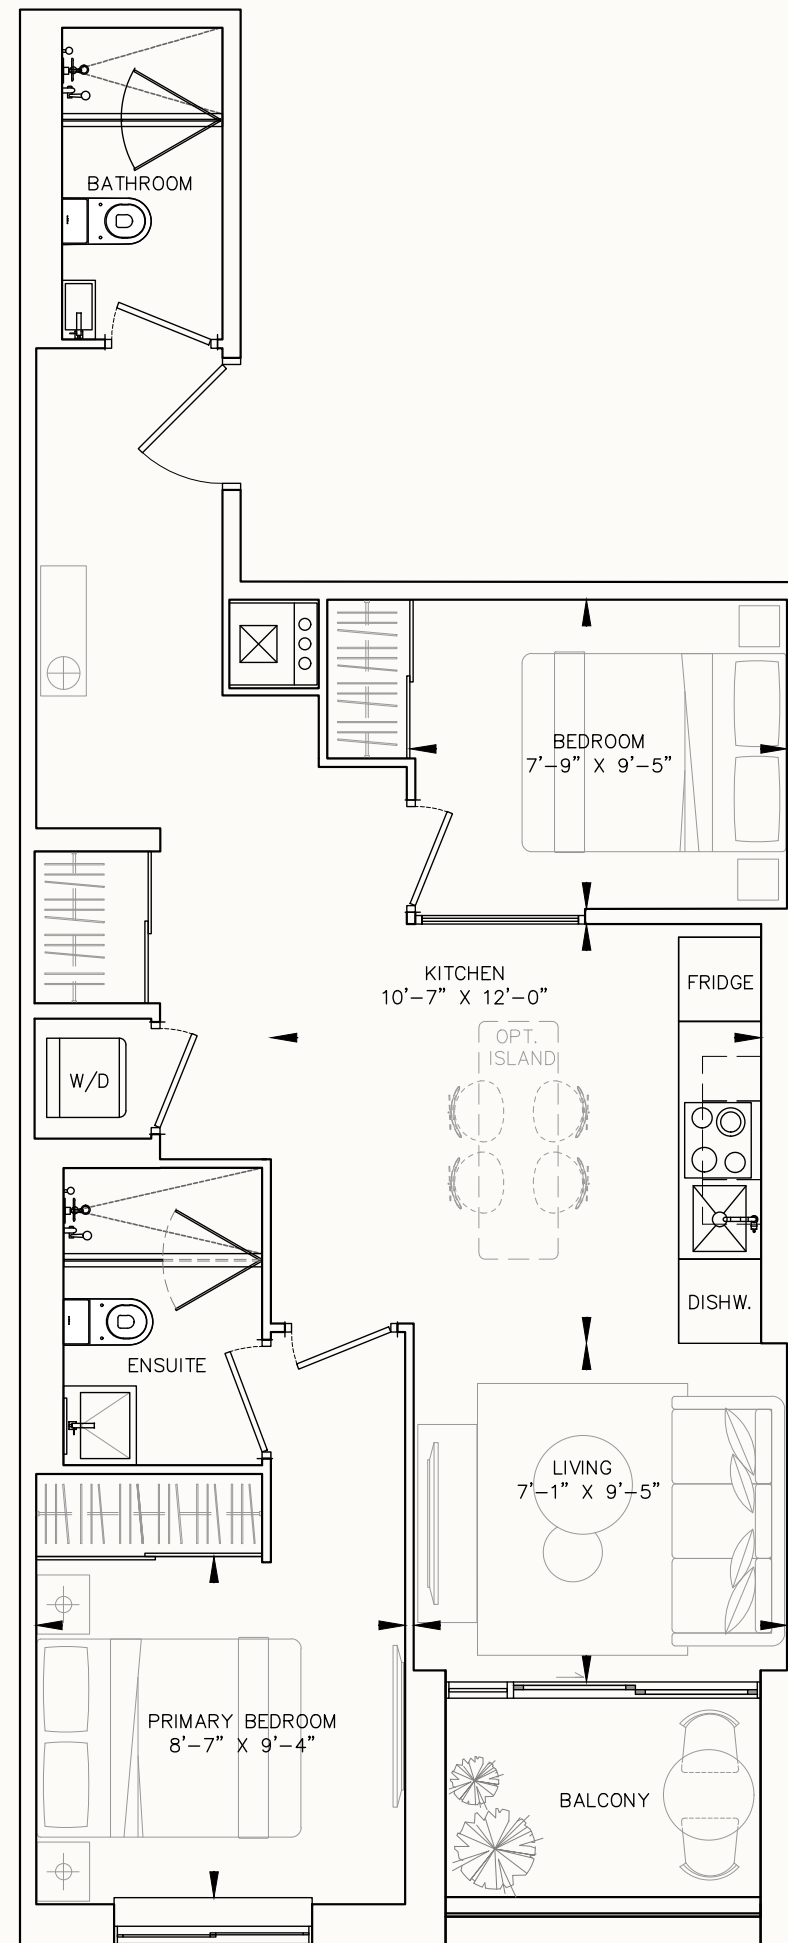 BATHROOM
BEDROOM
7'-9" X 9'-5"
KITCHEN
10'-7" X 12'-0"
FRIDGE
OPT.
ISLAND
W/D
DISHW.
ENSUITE
LIVING
7'-1" X 9'-5"
PRIMARY BEDROOM
8'-7" X 9'-4"
BALCONY